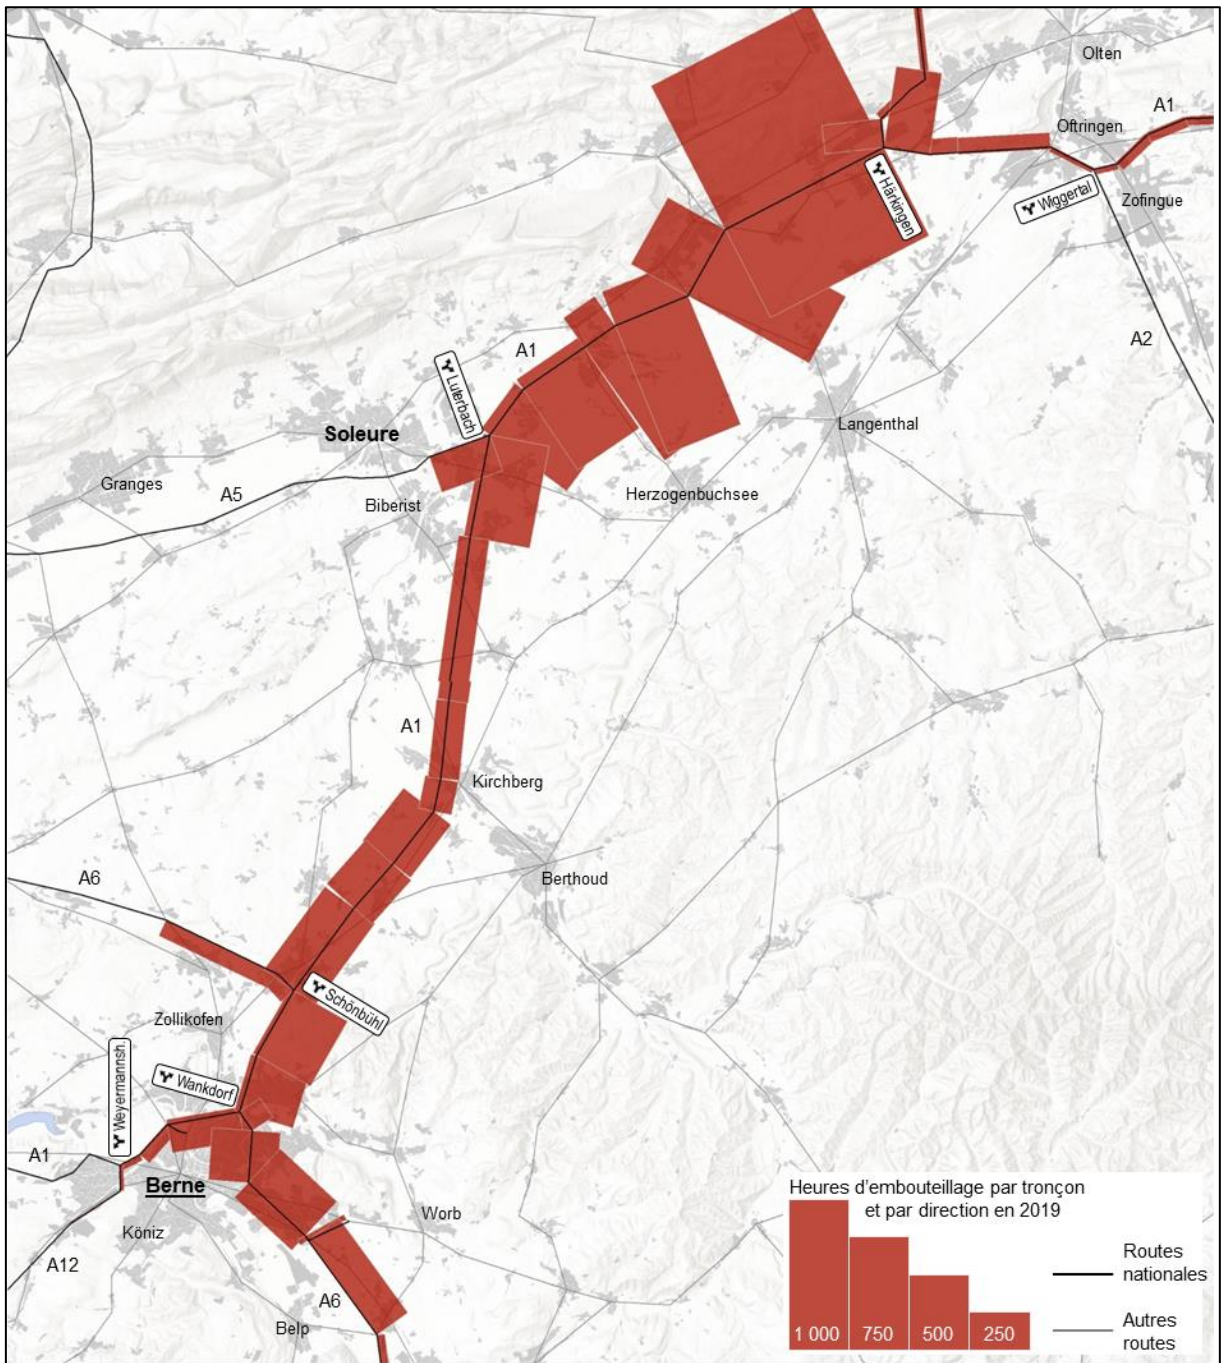 Olten
A1
Oftringen
Härkingen
Wiggertal
Zofingue
A2
A1
Luterbach
Langenthal
Soleure
Granges
A5
Herzogenbuchsee
Biberist
A1
Kirchberg
A6
Berthoud
Schönbühl
Zollikofen
Wankdorf
Weyermannsh.
A1
Berne
Worb
Köniz
A12
A6
Belp
Heures d'embouteillage par tronçon
et par direction en 2019
1 000
750
500
250
Routes
nationales
Autres
routes